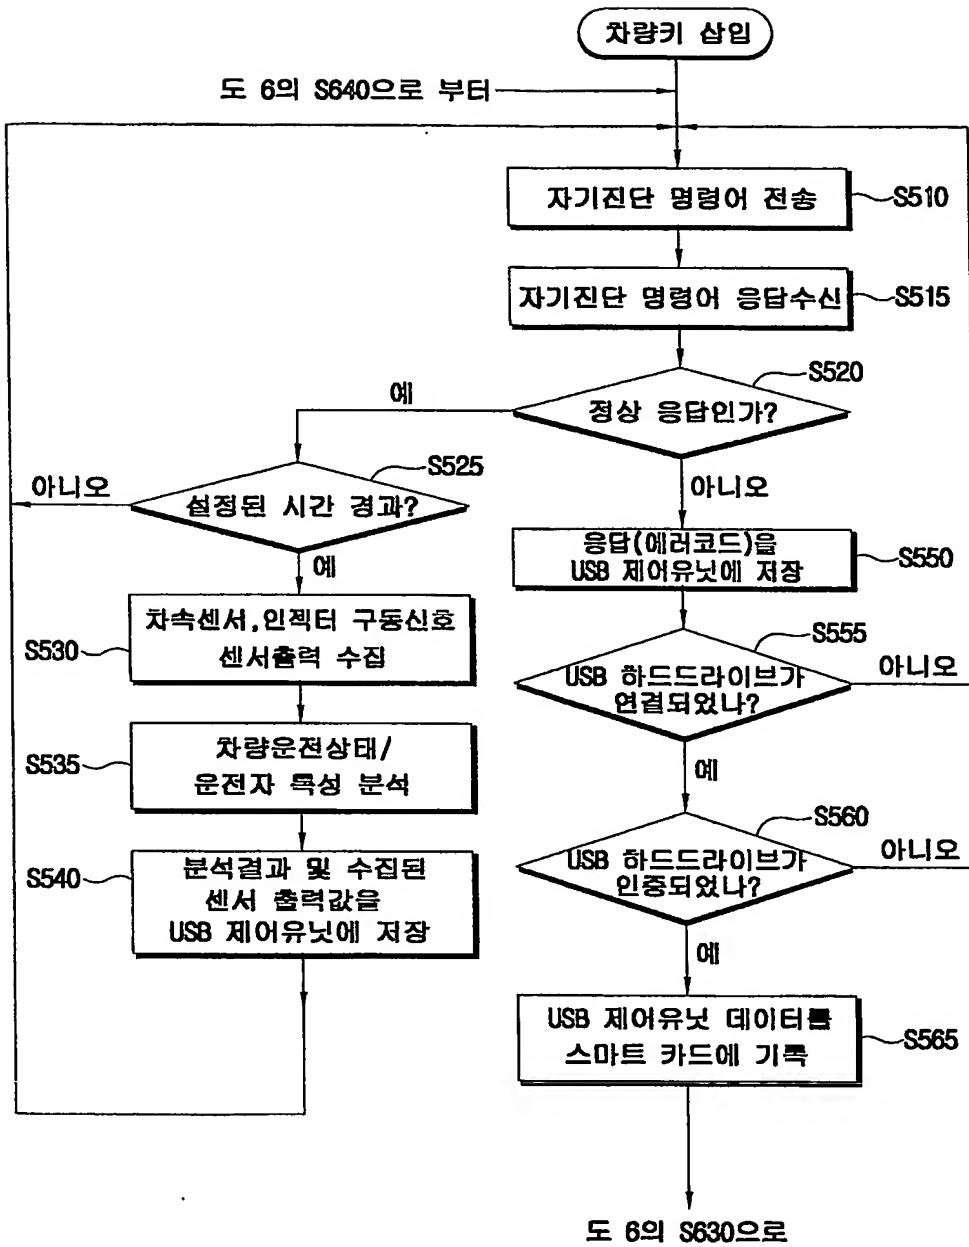 차량키 삽입
도 6의 S640으로 부터
자기진단 명령어 전송
S510
자기진단 명령어 응답수신
S515
S520
예
정상 응답인가?
S525
아니오
설정된 시간 경과?
아니오
예
응답(에러코드)을
USB 제어유닛에 저장
S550
차속센서,인젝터 구동신호
센서출력 수집
S530
S555
USB 하드드라이브가
연결되었나?
아니오
차량운전상태/
운전자 특성 분석
S535
예
S560
USB 하드드라이브가
인증되었나?
아니오
분석결과 및 수집된
센서 출력값을
USB 제어유닛에 저장
S540
예
USB 제어유닛 데이터를
스마트 카드에 기록
S565
도 6의 S630으로